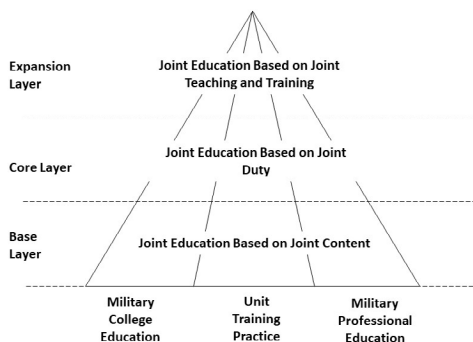 Expansion
Layer
Joint Education Based on Joint
Teaching and Training
Core Layer
Joint Education Based on Joint
Duty
Base
Layer
Joint Education Based on Joint Content
Military
College
Education
Unit
Training
Practice
Military
Professional
Education